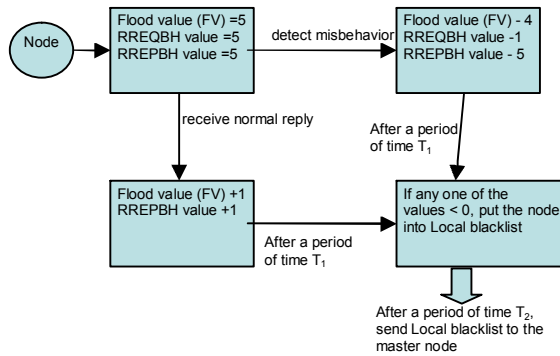 Node
Flood value (FV) =5
RREQBH value =5
RREPBH value =5
detect misbehavior
Flood value (FV) - 4
RREQBH value -1
RREPBH value - 5
receive normal reply
After a period
of time T₁
Flood value (FV) +1
RREPBH value +1
After a period
of time T₁
If any one of the
values < 0, put the node
into Local blacklist
After a period of time T₂,
send Local blacklist to the
master node